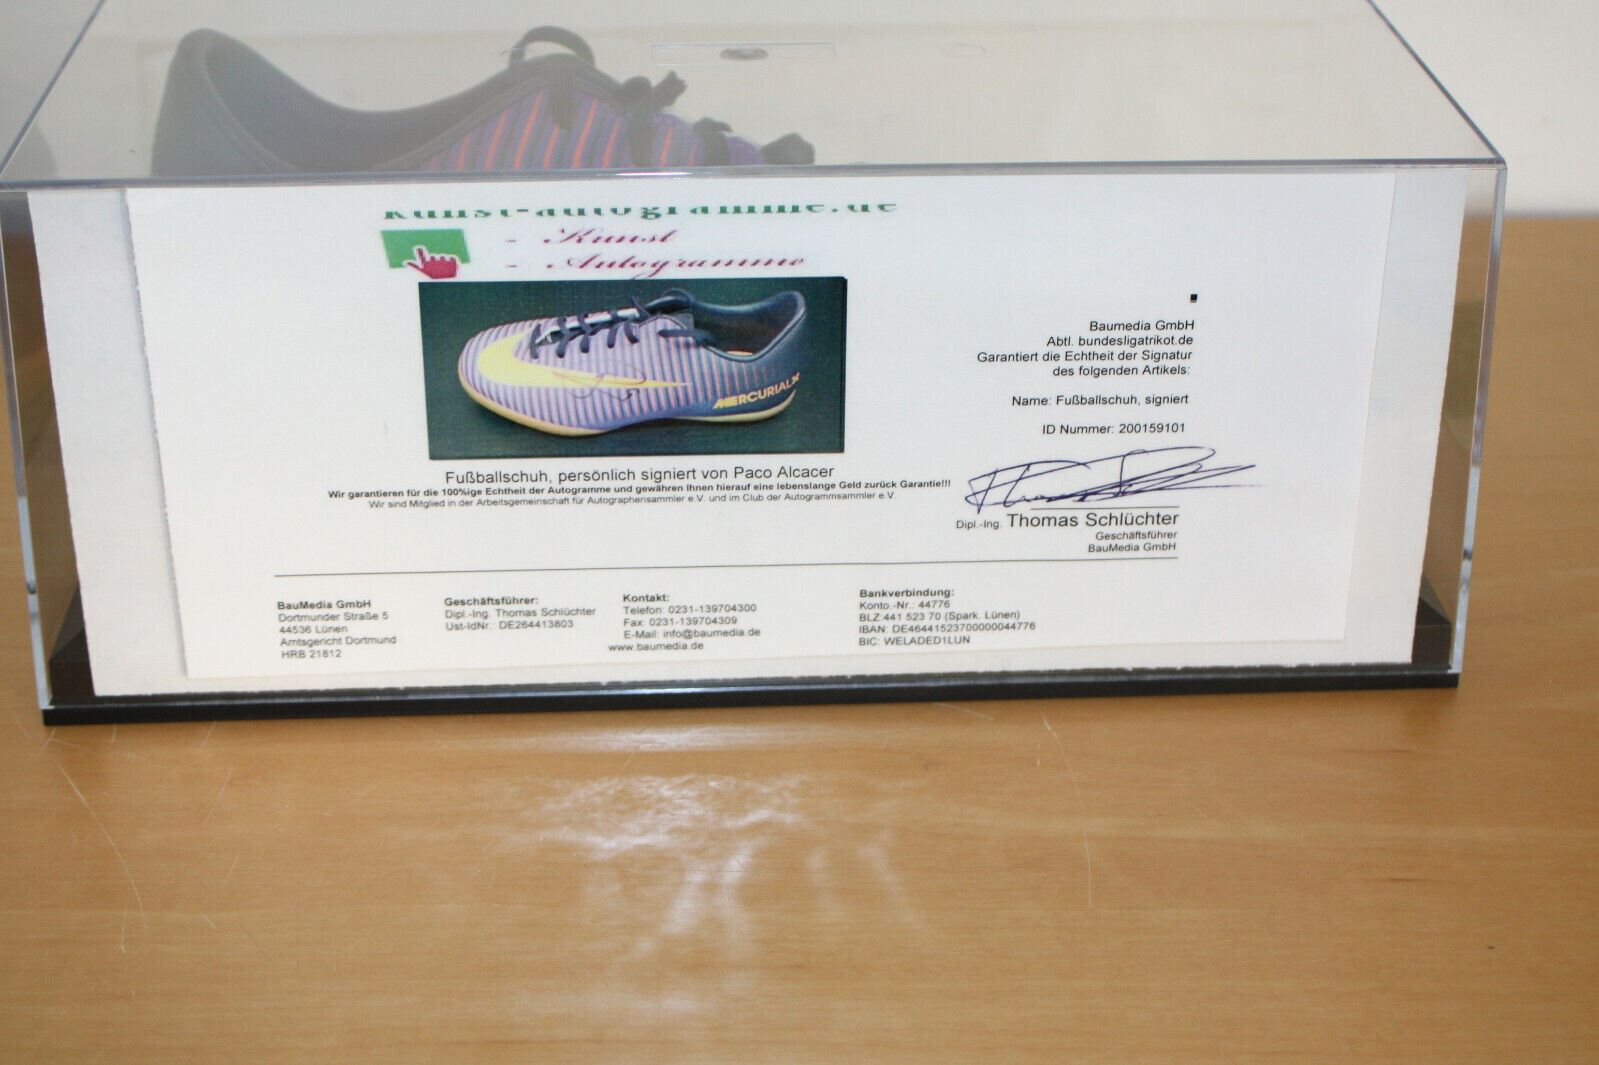 kunst-autogramme.de
- Kunst
- Autogramme
MERCURIAL
Fußballschuh, persönlich signiert von Paco Alcacer
Wir garantieren für die 100%ige Echtheit der Autogramme und gewähren Ihnen hierauf eine lebenslange Geld zurück Garantie!!!
Wir sind Mitglied in der Arbeitsgemeinschaft für Autographensammler e.V. und im Club der Autogrammsammler e.V.
Baumedia GmbH
Abtl. bundesligatrikot.de
Garantiert die Echtheit der Signatur
des folgenden Artikels:
Name: Fußballschuh, signiert
ID Nummer: 200159101
Dipl.-Ing. Thomas Schlüchter
Geschäftsführer
BauMedia GmbH
BauMedia GmbH
Dortmunder Straße 5
44536 Lünen
Amtsgericht Dortmund
HRB 21812
Geschäftsführer:
Dipl.-Ing. Thomas Schlüchter
Ust-IdNr.: DE264413803
Kontakt:
Telefon: 0231-139704300
Fax: 0231-139704309
E-Mail: info@baumedia.de
www.baumedia.de
Bankverbindung:
Konto.-Nr.: 44776
BLZ:441 523 70 (Spark. Lünen)
IBAN: DE46441523700000044776
BIC: WELADED1LUN